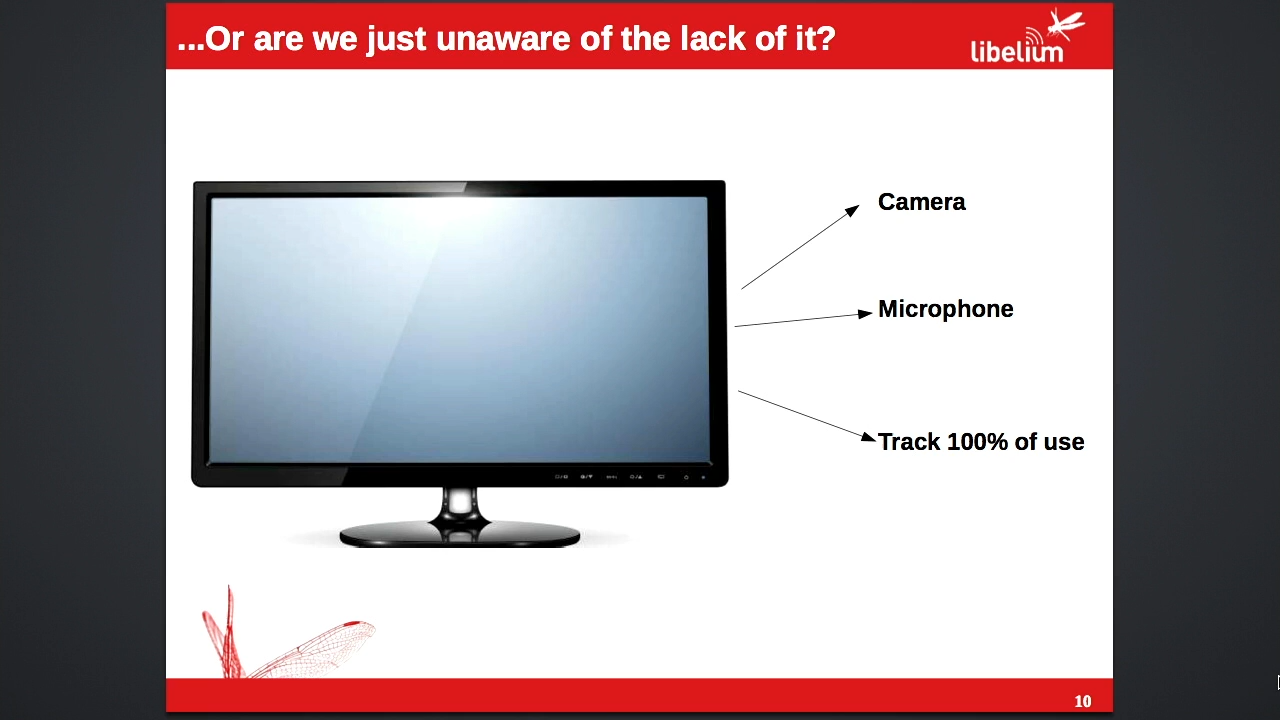 ...Or are we just unaware of the lack of it?
libelium
Camera
Microphone
Track 100% of use
10